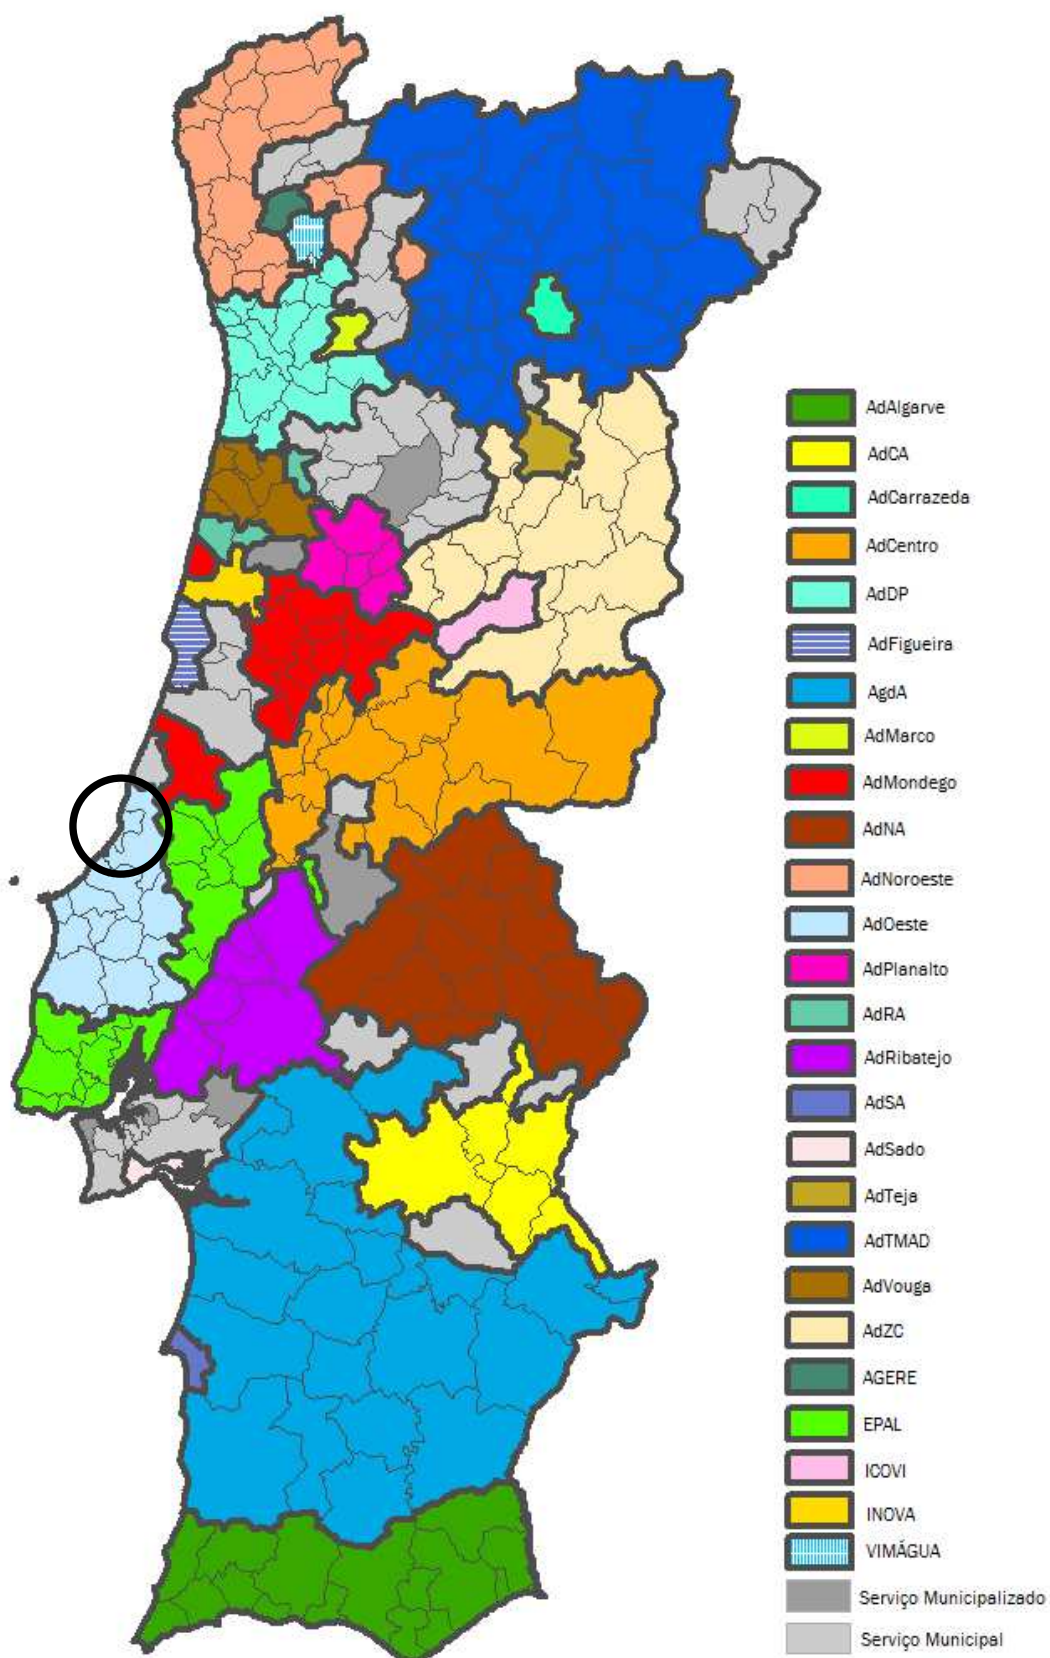 AdAlgarve
AdCA
AdCarrazeda
AdCentro
AdDP
AdFigueira
AgdA
AdMarco
AdMondego
AdNA
AdNoroeste
AdOeste
AdPlanalto
AdRA
AdRibatejo
AdSA
AdSado
AdTeja
AdTMAD
AdVouga
AdZC
AGERE
EPAL
ICOVI
INOVA
VIMÁGUA
Serviço Municipalizado
Serviço Municipal